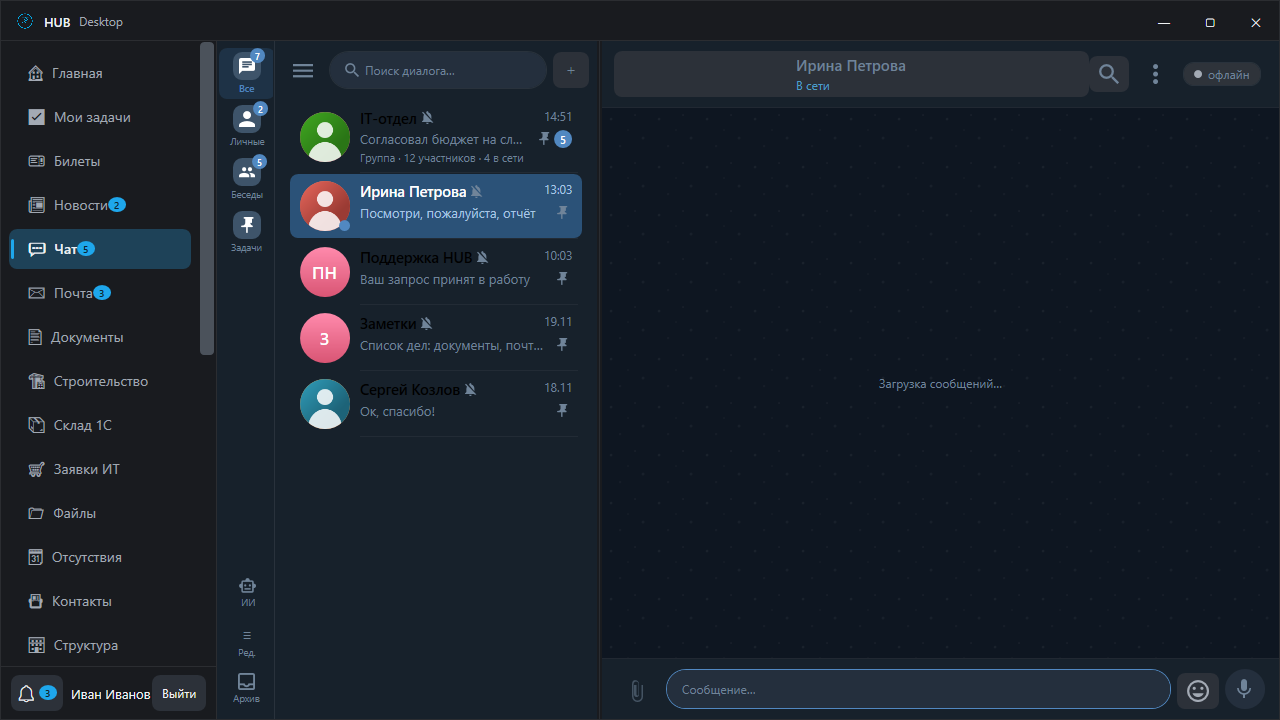 HUB Desktop
Главная
Мои задачи
Билеты
Новости 2
Чат 5
Почта 3
Документы
Строительство
Склад 1С
Заявки ИТ
Файлы
31 Отсутствия
Контакты
Структура
3 Иван Иванов Выйти
7
Все
2
Личные
5
Беседы
Задачи
ИИ
Ред.
Архив
Поиск диалога... +
IT-отдел 14:51
Согласовал бюджет на сл... 5
Группа · 12 участников · 4 в сети
Ирина Петрова 13:03
Посмотри, пожалуйста, отчёт
ПН Поддержка HUB 10:03
Ваш запрос принят в работу
З Заметки 19.11
Список дел: документы, почт...
Сергей Козлов 18.11
Ок, спасибо!
Ирина Петрова
В сети
офлайн
Загрузка сообщений...
Сообщение...